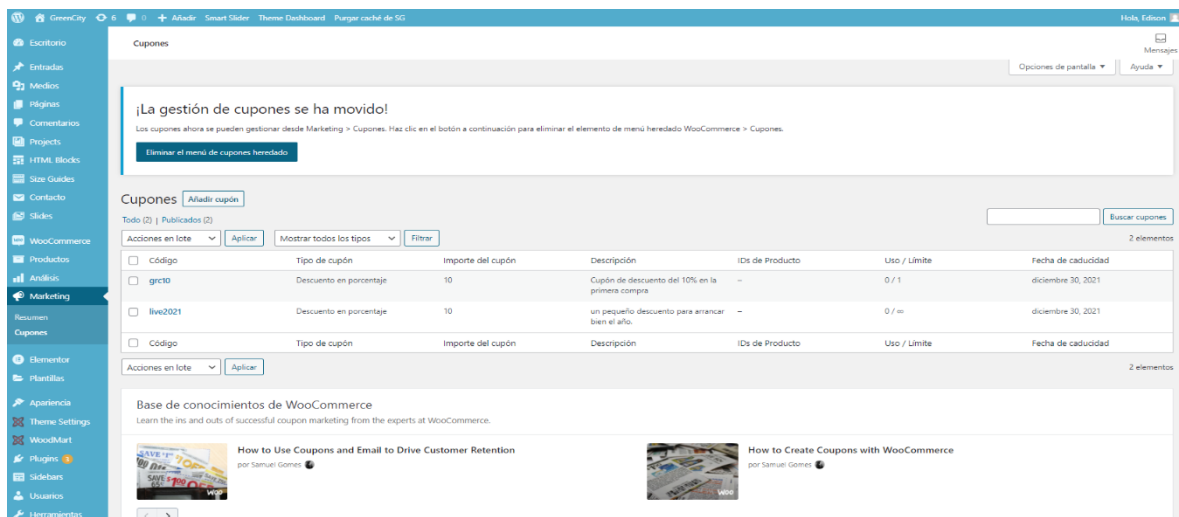 GreenCity 6 0 + Añadir Smart Slider Theme Dashboard Purgar caché de SG Hola, Edison
Escritorio
Entradas
Medios
Páginas
Comentarios
Projects
HTML Blocks
Size Guides
Contacto
Slides
WooCommerce
Productos
Análisis
Marketing
Resumen
Cupones
Elementor
Plantillas
Apariencia
Theme Settings
WoodMart
Plugins 3
Sidebars
Usuarios
Herramientas
Cupones
Mensajes
Opciones de pantalla ▼ Ayuda ▼
¡La gestión de cupones se ha movido!
Los cupones ahora se pueden gestionar desde Marketing > Cupones. Haz clic en el botón a continuación para eliminar el elemento de menú heredado WooCommerce > Cupones.
Eliminar el menú de cupones heredado
Cupones Añadir cupón
Todo (2) | Publicados (2)
Buscar cupones
Acciones en lote Aplicar Mostrar todos los tipos Filtrar 2 elementos
Código Tipo de cupón Importe del cupón Descripción IDs de Producto Uso / Límite Fecha de caducidad
grc10 Descuento en porcentaje 10 Cupón de descuento del 10% en la – 0 / 1 diciembre 30, 2021
primera compra
live2021 Descuento en porcentaje 10 un pequeño descuento para arrancar – 0 / ∞ diciembre 30, 2021
bien el año.
Código Tipo de cupón Importe del cupón Descripción IDs de Producto Uso / Límite Fecha de caducidad
Acciones en lote Aplicar 2 elementos
Base de conocimientos de WooCommerce
Learn the ins and outs of successful coupon marketing from the experts at WooCommerce.
How to Use Coupons and Email to Drive Customer Retention
por Samuel Gomes
How to Create Coupons with WooCommerce
por Samuel Gomes